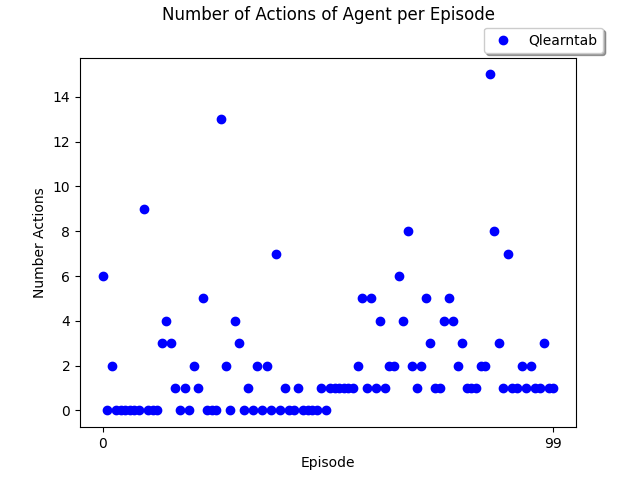 Number of Actions of Agent per Episode
Qlearntab
14
12
10
8
6
4
2
0
Number Actions
0 99
Episode